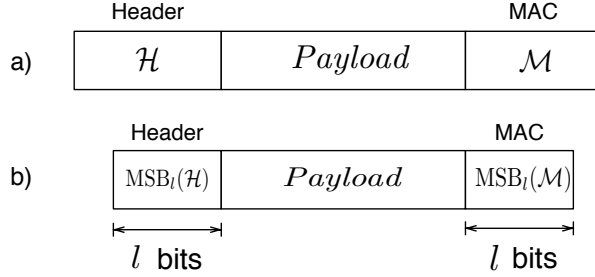 Header MAC
a) ℋ Payload ℳ
Header MAC
b) MSB_l(ℋ) Payload MSB_l(ℳ)
l bits l bits